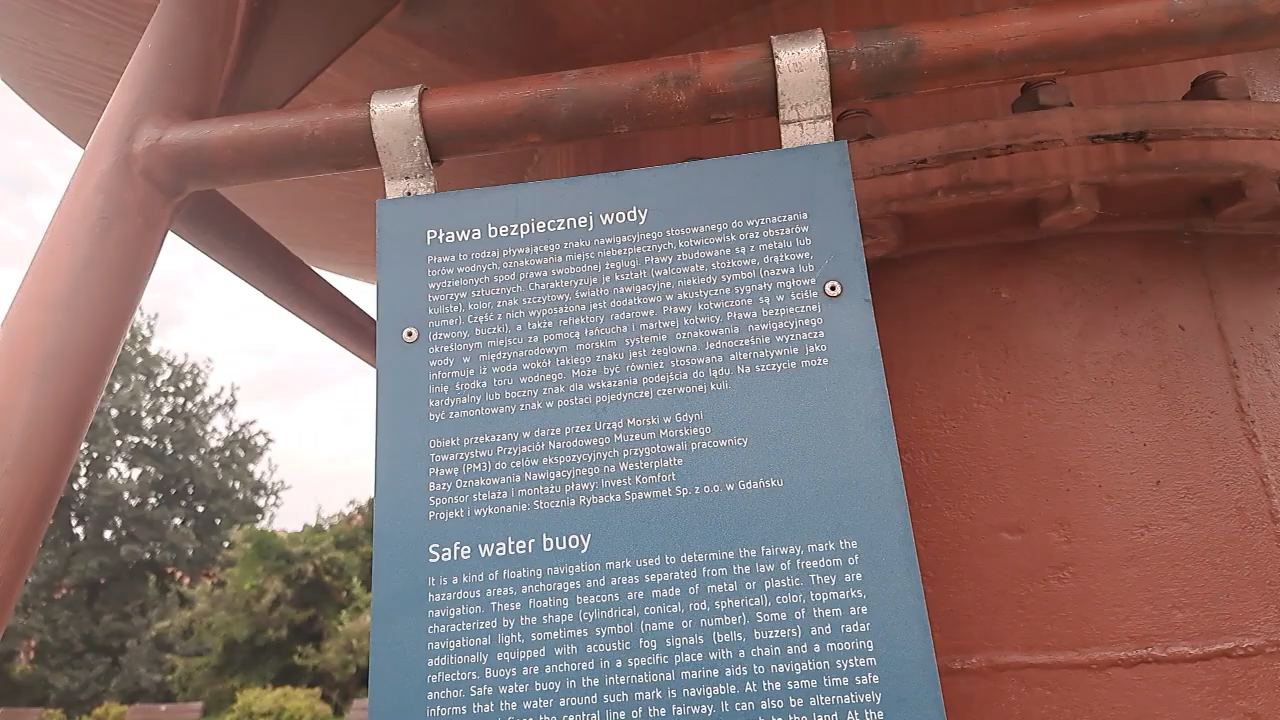 Pława bezpiecznej wody
Pława to rodzaj pływającego znaku nawigacyjnego stosowanego do wyznaczania
torów wodnych, oznakowania miejsc niebezpiecznych, kotwicowisk oraz obszarów
wydzielonych spod prawa swobodnej żeglugi. Pławy zbudowane są z metalu lub
tworzyw sztucznych. Charakteryzuje je kształt (walcowate, stożkowe, drążkowe,
kuliste), kolor, znak szczytowy, światło nawigacyjne, niekiedy symbol (nazwa lub
numer). Część z nich wyposażona jest dodatkowo w akustyczne sygnały mgłowe
(dzwony, buczki), a także reflektory radarowe. Pławy kotwiczone są w ściśle
określonym miejscu za pomocą łańcucha i martwej kotwicy. Pława bezpiecznej
wody w międzynarodowym morskim systemie oznakowania nawigacyjnego
informuje iż woda wokół takiego znaku jest żeglowna. Jednocześnie wyznacza
linię środka toru wodnego. Może być również stosowana alternatywnie jako
kardynalny lub boczny znak dla wskazania podejścia do lądu. Na szczycie może
być zamontowany znak w postaci pojedynczej czerwonej kuli.
Obiekt przekazany w darze przez Urząd Morski w Gdyni
Towarzystwu Przyjaciół Narodowego Muzeum Morskiego
Pławę (PM3) do celów ekspozycyjnych przygotowali pracownicy
Bazy Oznakowania Nawigacyjnego na Westerplatte
Sponsor stelaża i montażu pławy: Invest Komfort
Projekt i wykonanie: Stocznia Rybacka Spawmet Sp. z o.o. w Gdańsku
Safe water buoy
It is a kind of floating navigation mark used to determine the fairway, mark the
hazardous areas, anchorages and areas separated from the law of freedom of
navigation. These floating beacons are made of metal or plastic. They are
characterized by the shape (cylindrical, conical, rod, spherical), color, topmarks,
navigational light, sometimes symbol (name or number). Some of them are
additionally equipped with acoustic fog signals (bells, buzzers) and radar
reflectors. Buoys are anchored in a specific place with a chain and a mooring
anchor. Safe water buoy in the international marine aids to navigation system
informs that the water around such mark is navigable. At the same time safe
the central line of the fairway. It can also be alternatively
to the land. At the